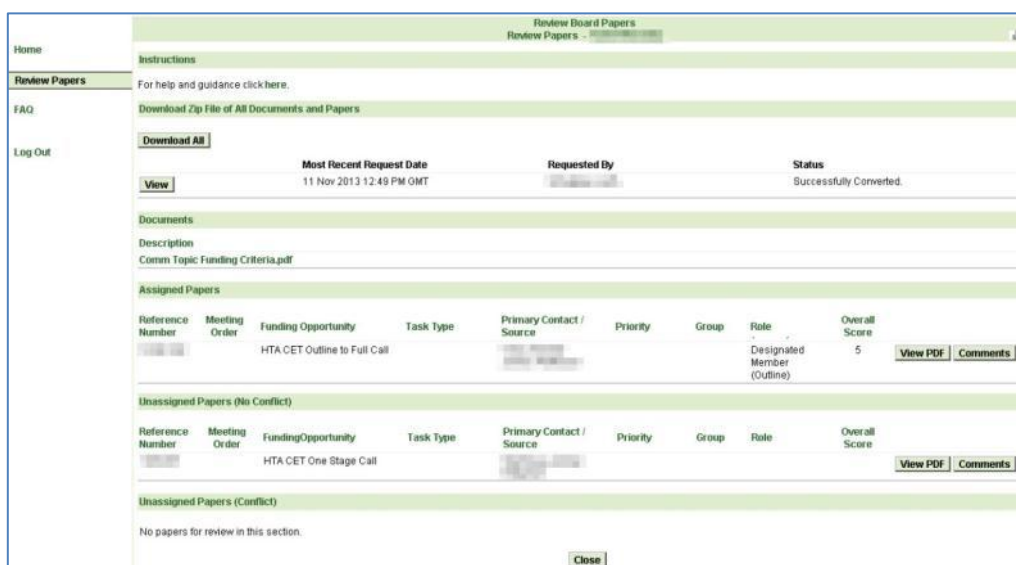 Review Board Papers
Review Papers -
Home
Instructions
Review Papers
For help and guidance click here.
FAQ
Download Zip File of All Documents and Papers
Download All
Log Out
Most Recent Request Date Requested By Status
View 11 Nov 2013 12:49 PM GMT Successfully Converted.
Documents
Description
Comm Topic Funding Criteria.pdf
Assigned Papers
Reference Number Meeting Order Funding Opportunity Task Type Primary Contact / Source Priority Group Role Overall Score
HTA CET Outline to Full Call Designated Member (Outline) 5 View PDF Comments
Unassigned Papers (No Conflict)
Reference Number Meeting Order FundingOpportunity Task Type Primary Contact / Source Priority Group Role Overall Score
HTA CET One Stage Call View PDF Comments
Unassigned Papers (Conflict)
No papers for review in this section.
Close